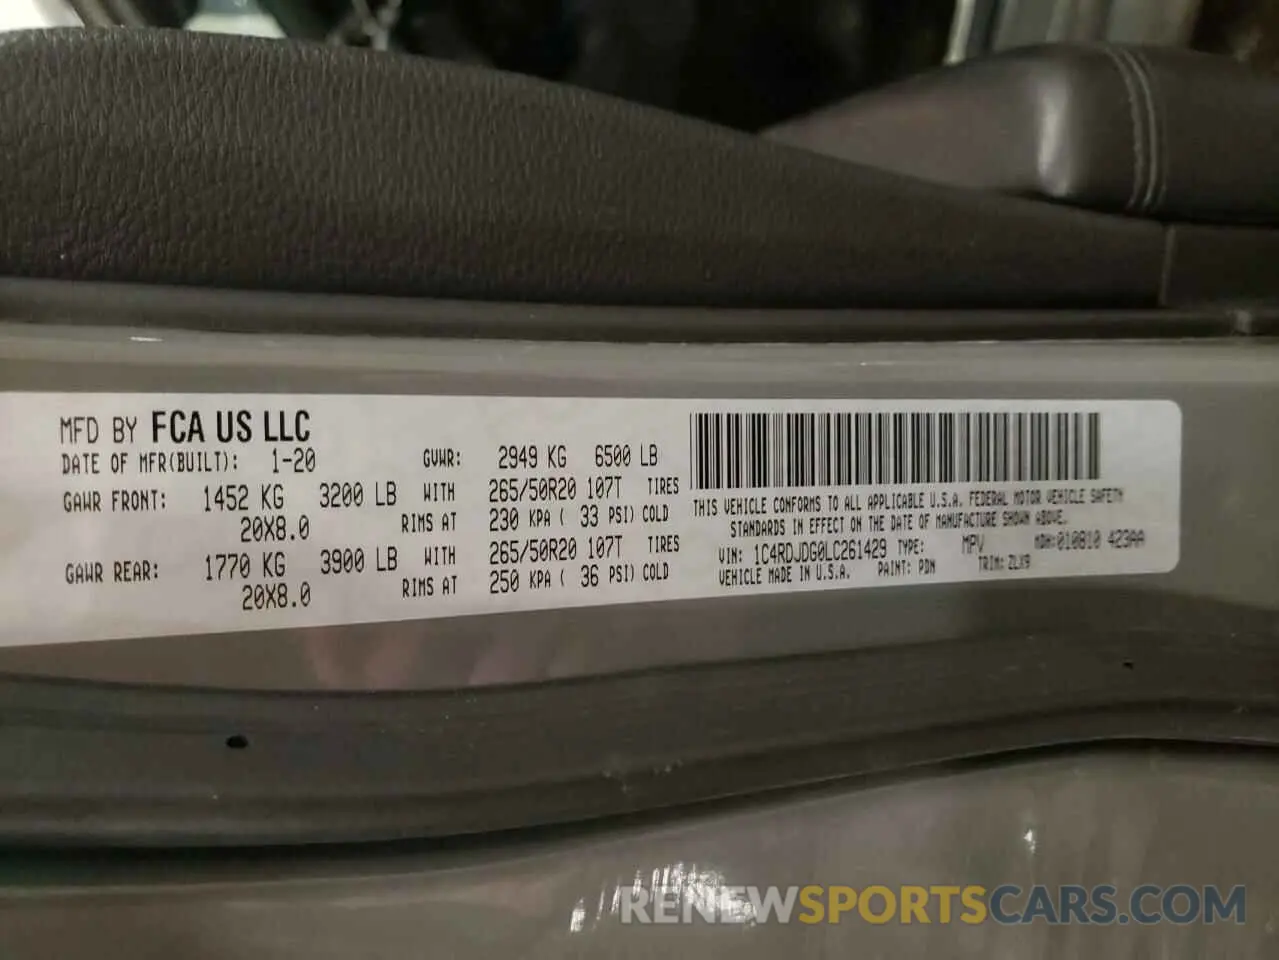 MFD BY FCA US LLC
DATE OF MFR(BUILT): 1-20 GVWR: 2949 KG 6500 LB
GAWR FRONT: 1452 KG 3200 LB WITH 265/50R20 107T TIRES
20X8.0 RIMS AT 230 KPA ( 33 PSI) COLD
GAWR REAR: 1770 KG 3900 LB WITH 265/50R20 107T TIRES
20X8.0 RIMS AT 250 KPA ( 36 PSI) COLD
THIS VEHICLE CONFORMS TO ALL APPLICABLE U.S.A. FEDERAL MOTOR VEHICLE SAFETY
STANDARDS IN EFFECT ON THE DATE OF MANUFACTURE SHOWN ABOVE.
VIN: 1C4RDJDG0LC261429 TYPE: MPV MDH:010810 423AA
VEHICLE MADE IN U.S.A. PAINT: PDN TRIM: ZLX9
RENEWSPORTSCARS.COM